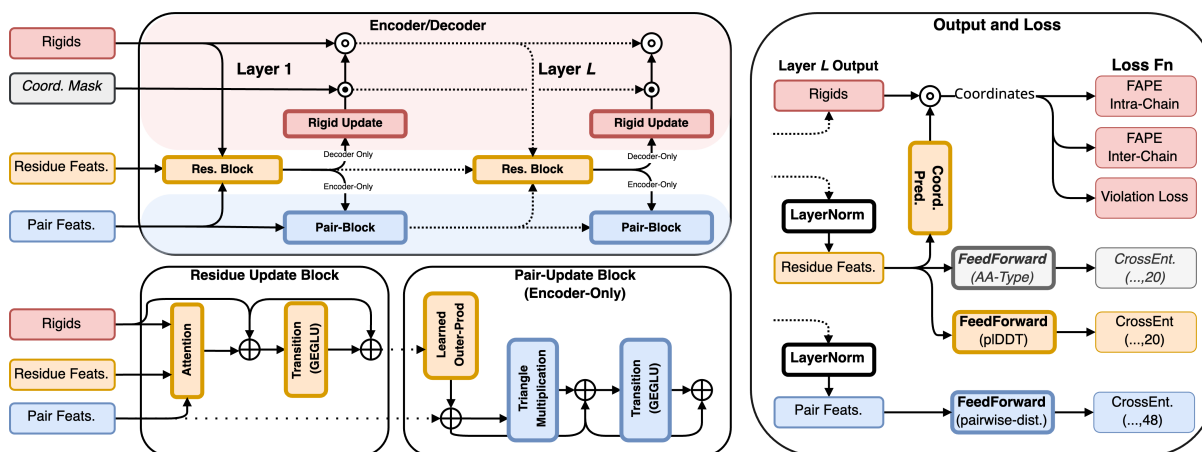 Encoder/Decoder
Rigids
Coord. Mask
Layer 1
Layer L
Rigid Update
Rigid Update
Decoder Only
Decoder-Only
Residue Feats.
Res. Block
Res. Block
Encoder-Only
Encoder-Only
Pair Feats.
Pair-Block
Pair-Block
Residue Update Block
Rigids
Residue Feats.
Pair Feats.
Attention
Transition
(GEGLU)
Pair-Update Block
(Encoder-Only)
Learned
Outer-Prod
Triangle
Multiplication
Transition
(GEGLU)
Output and Loss
Layer L Output
Loss Fn
Rigids
Coordinates
FAPE
Intra-Chain
FAPE
Inter-Chain
Violation Loss
Coord.
Pred.
LayerNorm
Residue Feats.
FeedForward
(AA-Type)
CrossEnt.
(...,20)
FeedForward
(plDDT)
CrossEnt
(...,20)
LayerNorm
Pair Feats.
FeedForward
(pairwise-dist.)
CrossEnt.
(...,48)